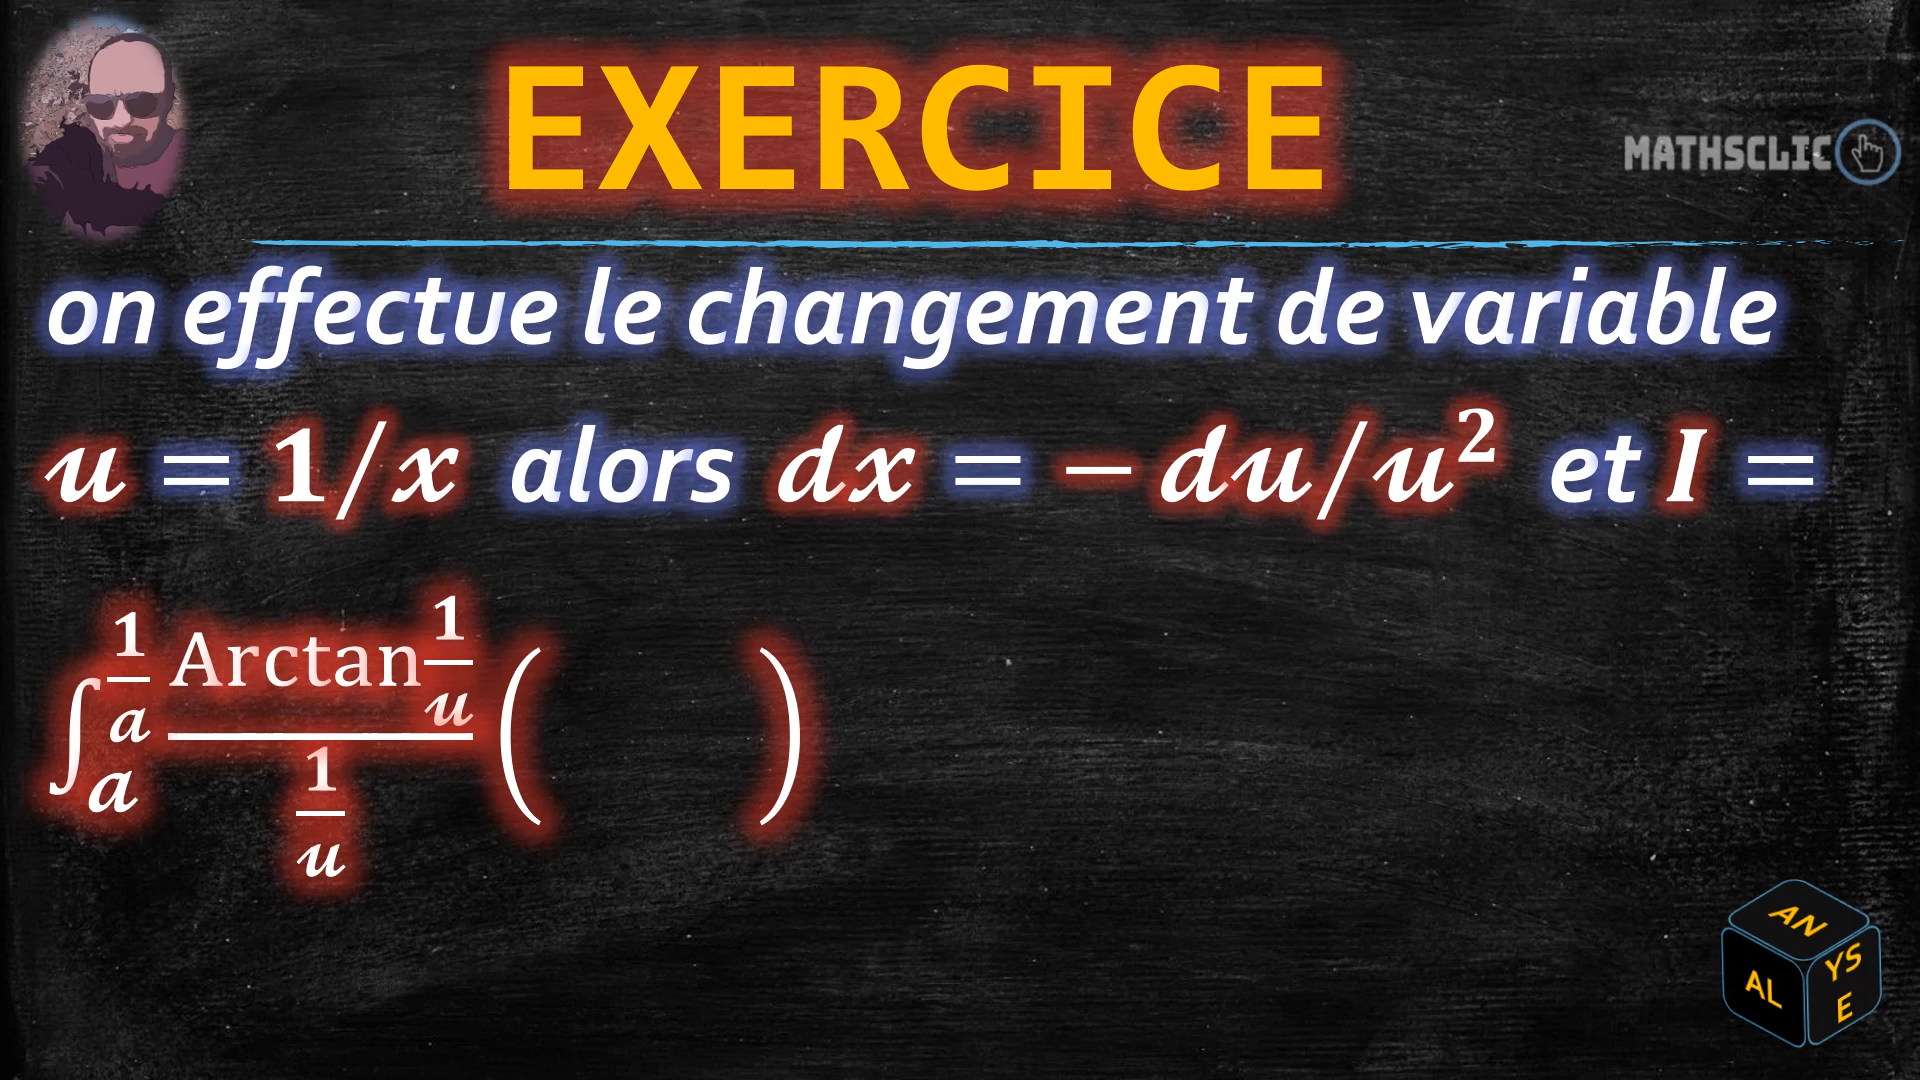 EXERCICE
MATHSCLIC
on effectue le changement de variable
u = 1/x alors dx = − du/u² et I =
∫_a^{1/a} (Arctan 1/u)/(1/u) (    )
AN
AL
YS
E